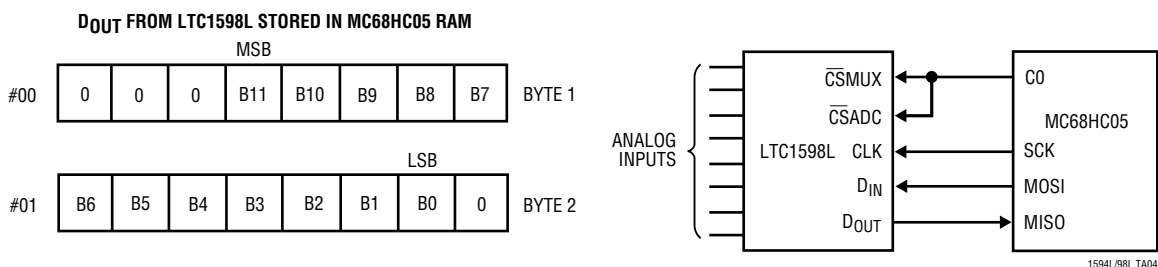 DOUT FROM LTC1598L STORED IN MC68HC05 RAM
MSB
#00 0 0 0 B11 B10 B9 B8 B7 BYTE 1
LSB
#01 B6 B5 B4 B3 B2 B1 B0 0 BYTE 2
ANALOG
INPUTS
LTC1598L
C̅S̅MUX
C̅S̅ADC
CLK
DIN
DOUT
C0
MC68HC05
SCK
MOSI
MISO
1594L/98L TA04